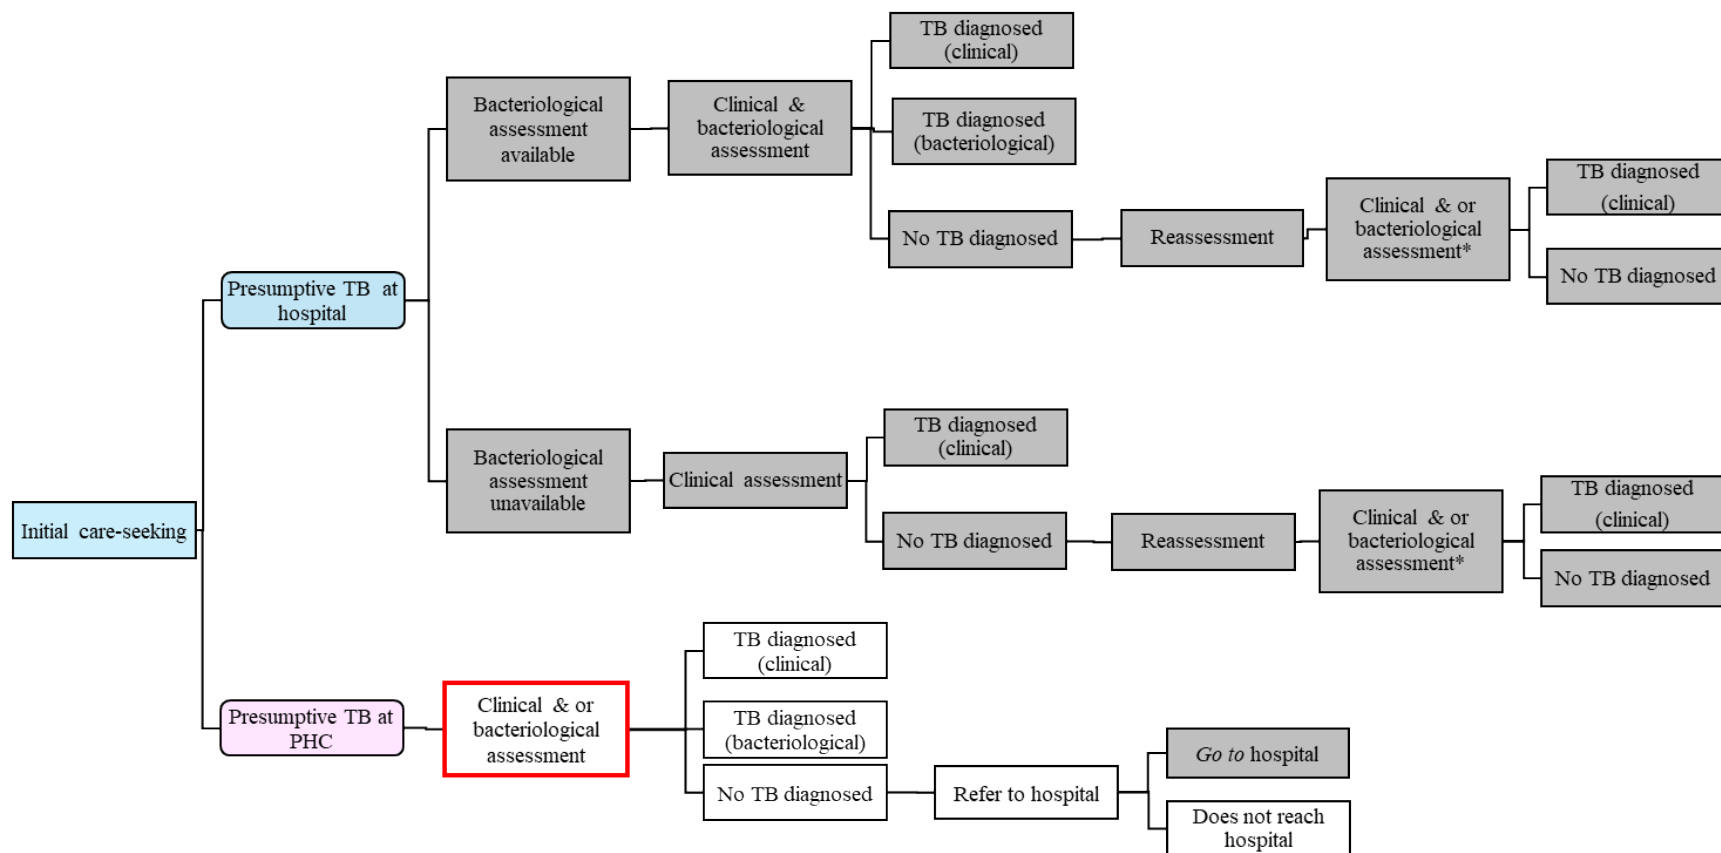 TB diagnosed
(clinical)
Bacteriological
assessment
available
Clinical & 
bacteriological
assessment
TB diagnosed
(bacteriological)
No TB diagnosed
Reassessment
Clinical & or
bacteriological
assessment*
TB diagnosed
(clinical)
No TB diagnosed
Presumptive TB at
hospital
Bacteriological
assessment
unavailable
Clinical assessment
TB diagnosed
(clinical)
No TB diagnosed
Reassessment
Clinical & or
bacteriological
assessment*
TB diagnosed
(clinical)
No TB diagnosed
Initial care-seeking
Presumptive TB at
PHC
Clinical & or
bacteriological
assessment
TB diagnosed
(clinical)
TB diagnosed
(bacteriological)
No TB diagnosed
Refer to hospital
Go to hospital
Does not reach
hospital